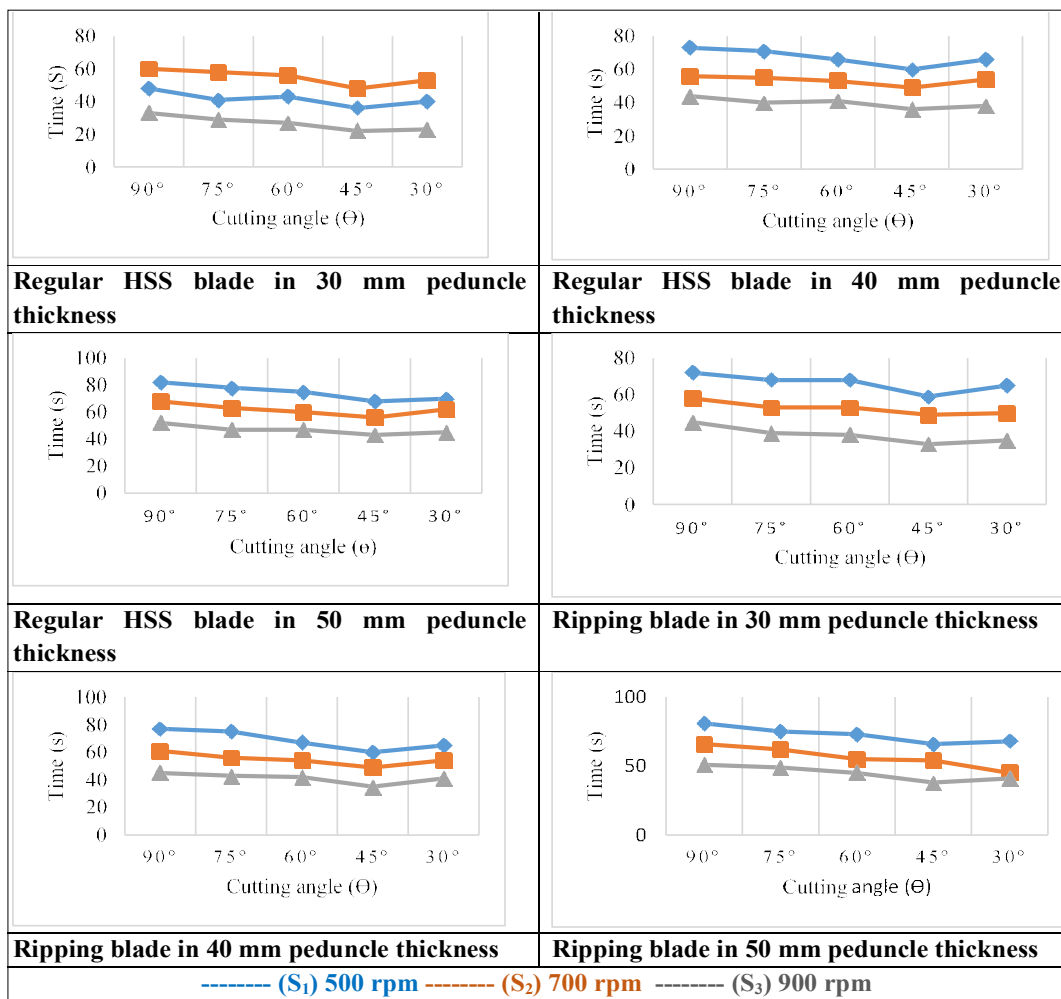 80
60
40
20
0
Time (S)
90° 75° 60° 45° 30°
Cutting angle (Ө)
Regular HSS blade in 30 mm peduncle
thickness
80
60
40
20
0
Time (s)
90° 75° 60° 45° 30°
Cutting angle (Ө)
Regular HSS blade in 40 mm peduncle
thickness
100
80
60
40
20
0
Time (s)
90° 75° 60° 45° 30°
Cutting angle (ө)
Regular HSS blade in 50 mm peduncle
thickness
80
60
40
20
0
Time (s)
90° 75° 60° 45° 30°
Cutting angle (Ө)
Ripping blade in 30 mm peduncle thickness
100
80
60
40
20
0
Time (s)
90° 75° 60° 45° 30°
Cutting angle (Ө)
Ripping blade in 40 mm peduncle thickness
100
50
0
Time (s)
90° 75° 60° 45° 30°
Cutting angle (Ө)
Ripping blade in 50 mm peduncle thickness
-------- (S₁) 500 rpm -------- (S₂) 700 rpm -------- (S₃) 900 rpm